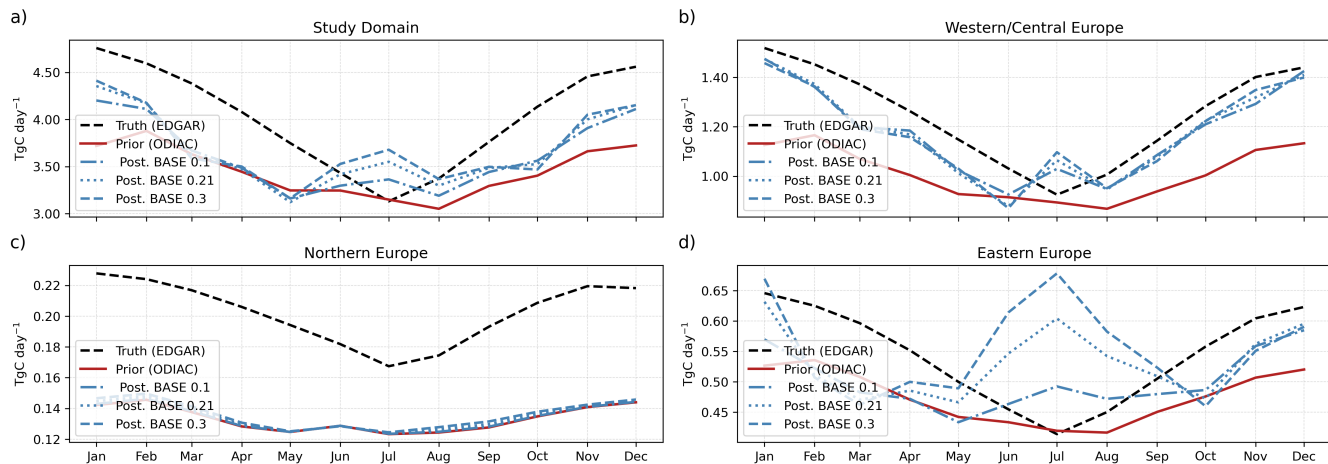 a)
Study Domain
TgC day⁻¹
4.50
4.00
3.50
3.00
Truth (EDGAR)
Prior (ODIAC)
Post. BASE 0.1
Post. BASE 0.21
Post. BASE 0.3
b)
Western/Central Europe
TgC day⁻¹
1.40
1.20
1.00
Truth (EDGAR)
Prior (ODIAC)
Post. BASE 0.1
Post. BASE 0.21
Post. BASE 0.3
c)
Northern Europe
TgC day⁻¹
0.22
0.20
0.18
0.16
0.14
0.12
Truth (EDGAR)
Prior (ODIAC)
Post. BASE 0.1
Post. BASE 0.21
Post. BASE 0.3
Jan Feb Mar Apr May Jun Jul Aug Sep Oct Nov Dec
d)
Eastern Europe
TgC day⁻¹
0.65
0.60
0.55
0.50
0.45
Truth (EDGAR)
Prior (ODIAC)
Post. BASE 0.1
Post. BASE 0.21
Post. BASE 0.3
Jan Feb Mar Apr May Jun Jul Aug Sep Oct Nov Dec